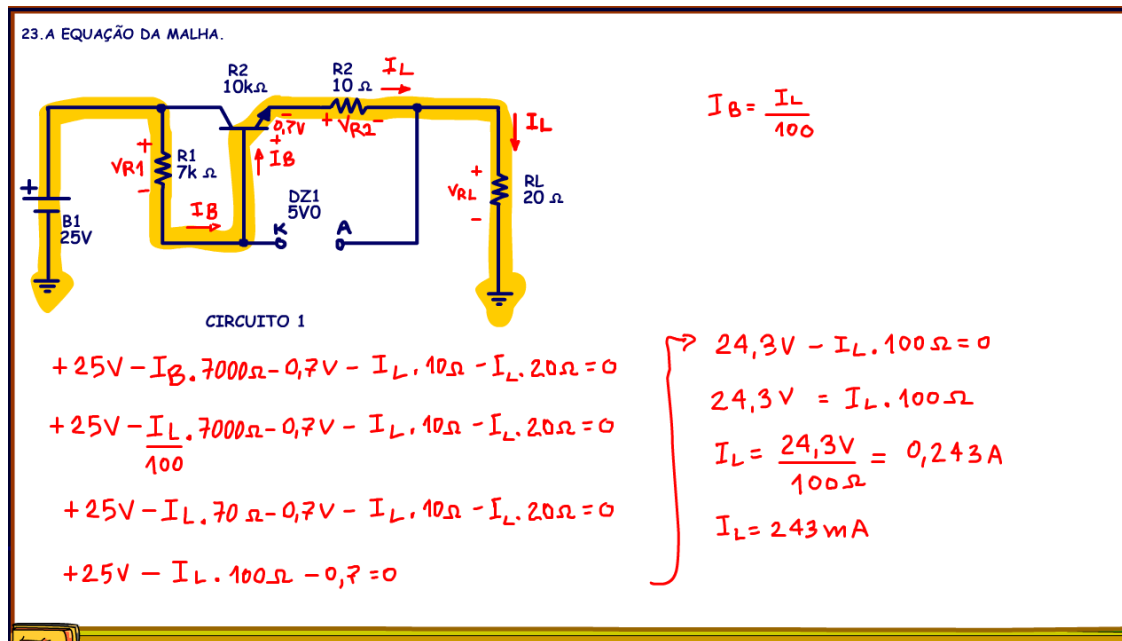 23.A EQUAÇÃO DA MALHA.
R2
10kΩ
R2
10 Ω
IL
IB = IL/100
0,7V
+ VR2 -
IL
+
VR1
-
R1
7k Ω
IB
+
VRL
-
RL
20 Ω
+
B1
25V
IB
DZ1
5V0
K
A
CIRCUITO 1
+25V - IB.7000Ω - 0,7V - IL.10Ω - IL.20Ω = 0
+25V - IL/100.7000Ω - 0,7V - IL.10Ω - IL.20Ω = 0
+25V - IL.70Ω - 0,7V - IL.10Ω - IL.20Ω = 0
+25V - IL.100Ω - 0,7 = 0
24,3V - IL.100Ω = 0
24,3V = IL.100Ω
IL = 24,3V/100Ω = 0,243A
IL = 243mA